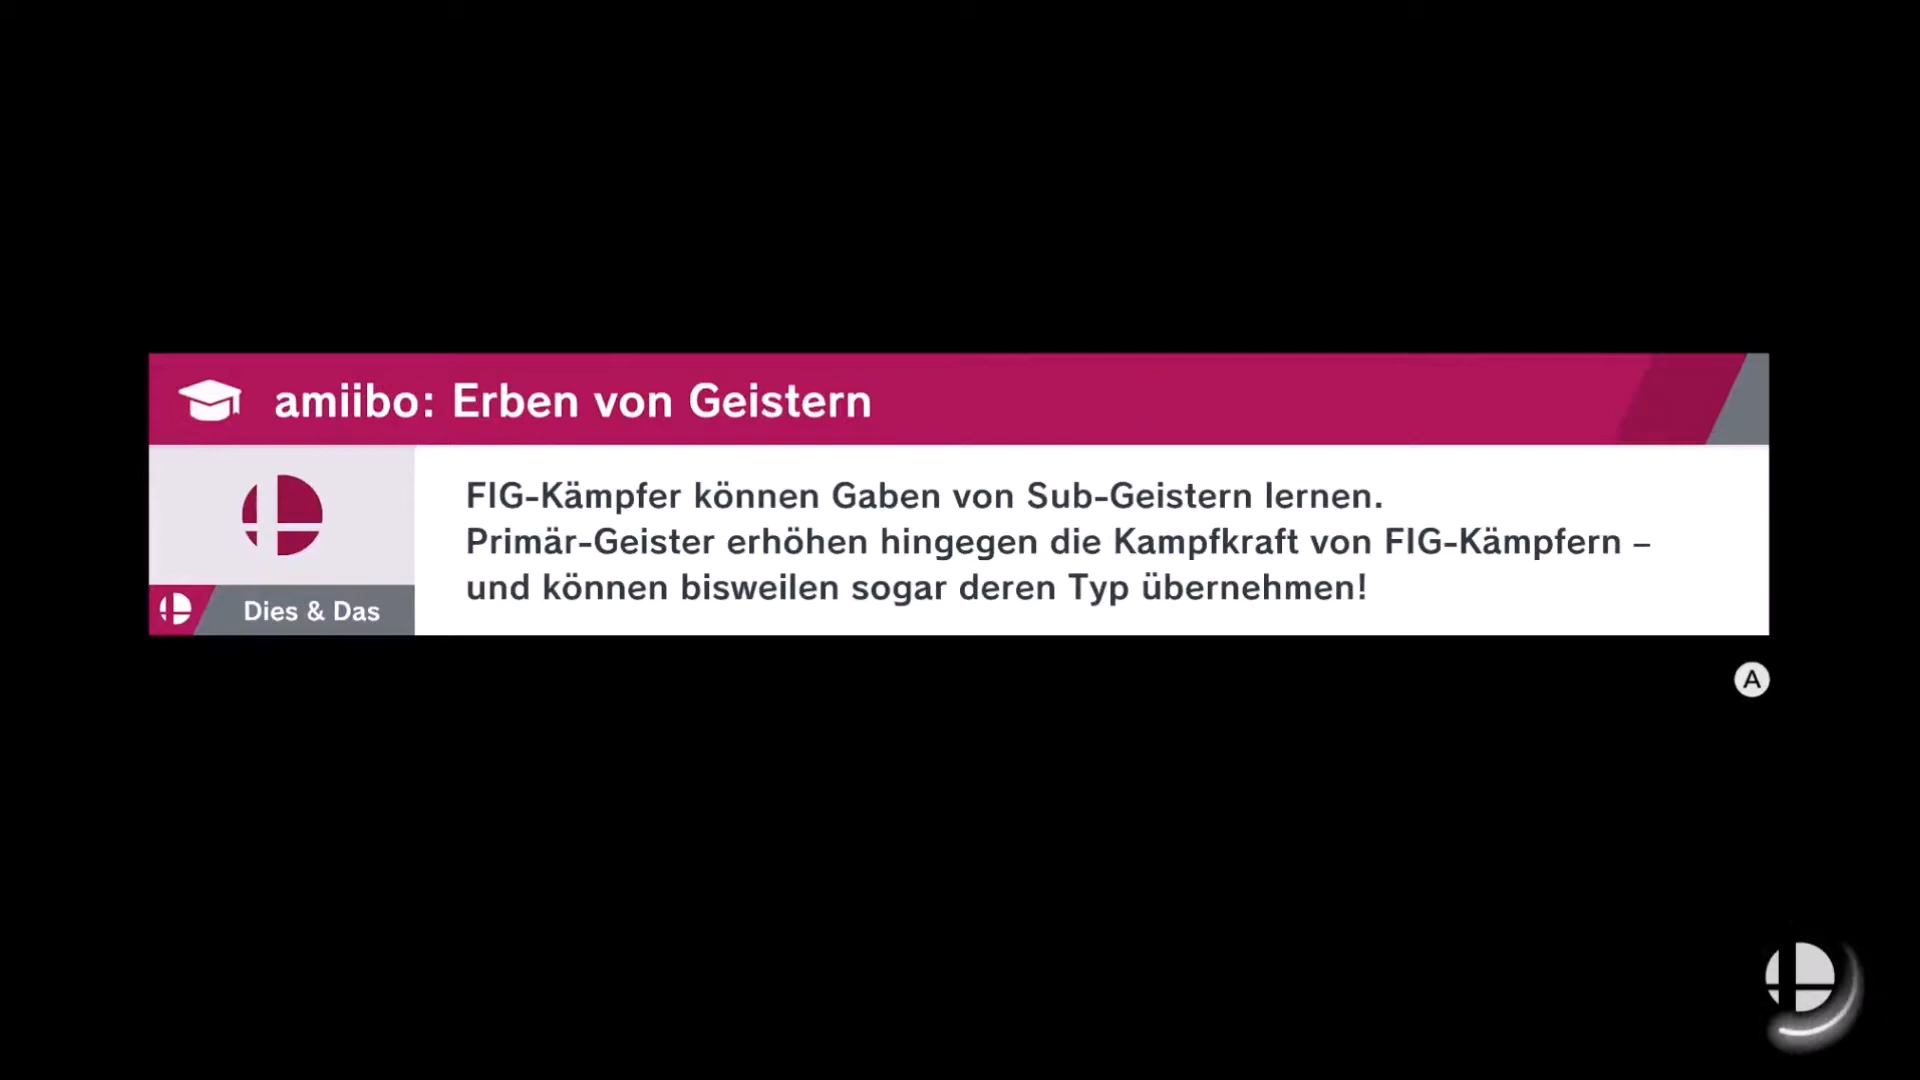 amiibo: Erben von Geistern
FIG-Kämpfer können Gaben von Sub-Geistern lernen.
Primär-Geister erhöhen hingegen die Kampfkraft von FIG-Kämpfern –
und können bisweilen sogar deren Typ übernehmen!
Dies & Das
A